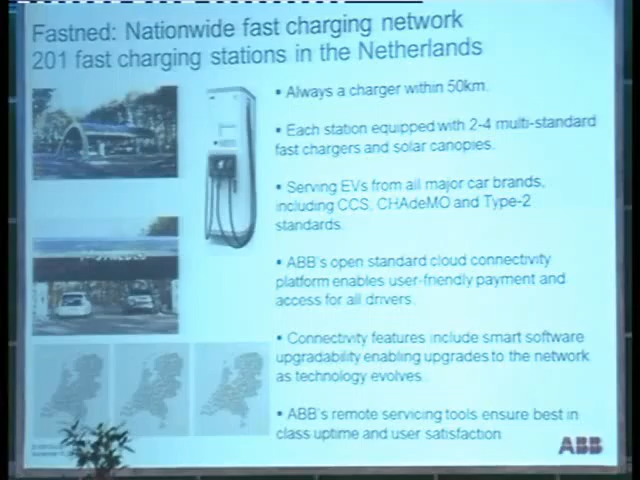 Fastned: Nationwide fast charging network
201 fast charging stations in the Netherlands
• Always a charger within 50km.
• Each station equipped with 2-4 multi-standard
fast chargers and solar canopies.
• Serving EVs from all major car brands,
including CCS, CHAdeMO and Type-2
standards.
• ABB's open standard cloud connectivity
platform enables user-friendly payment and
access for all drivers.
• Connectivity features include smart software
upgradability enabling upgrades to the network
as technology evolves.
• ABB's remote servicing tools ensure best in
class uptime and user satisfaction
ABB